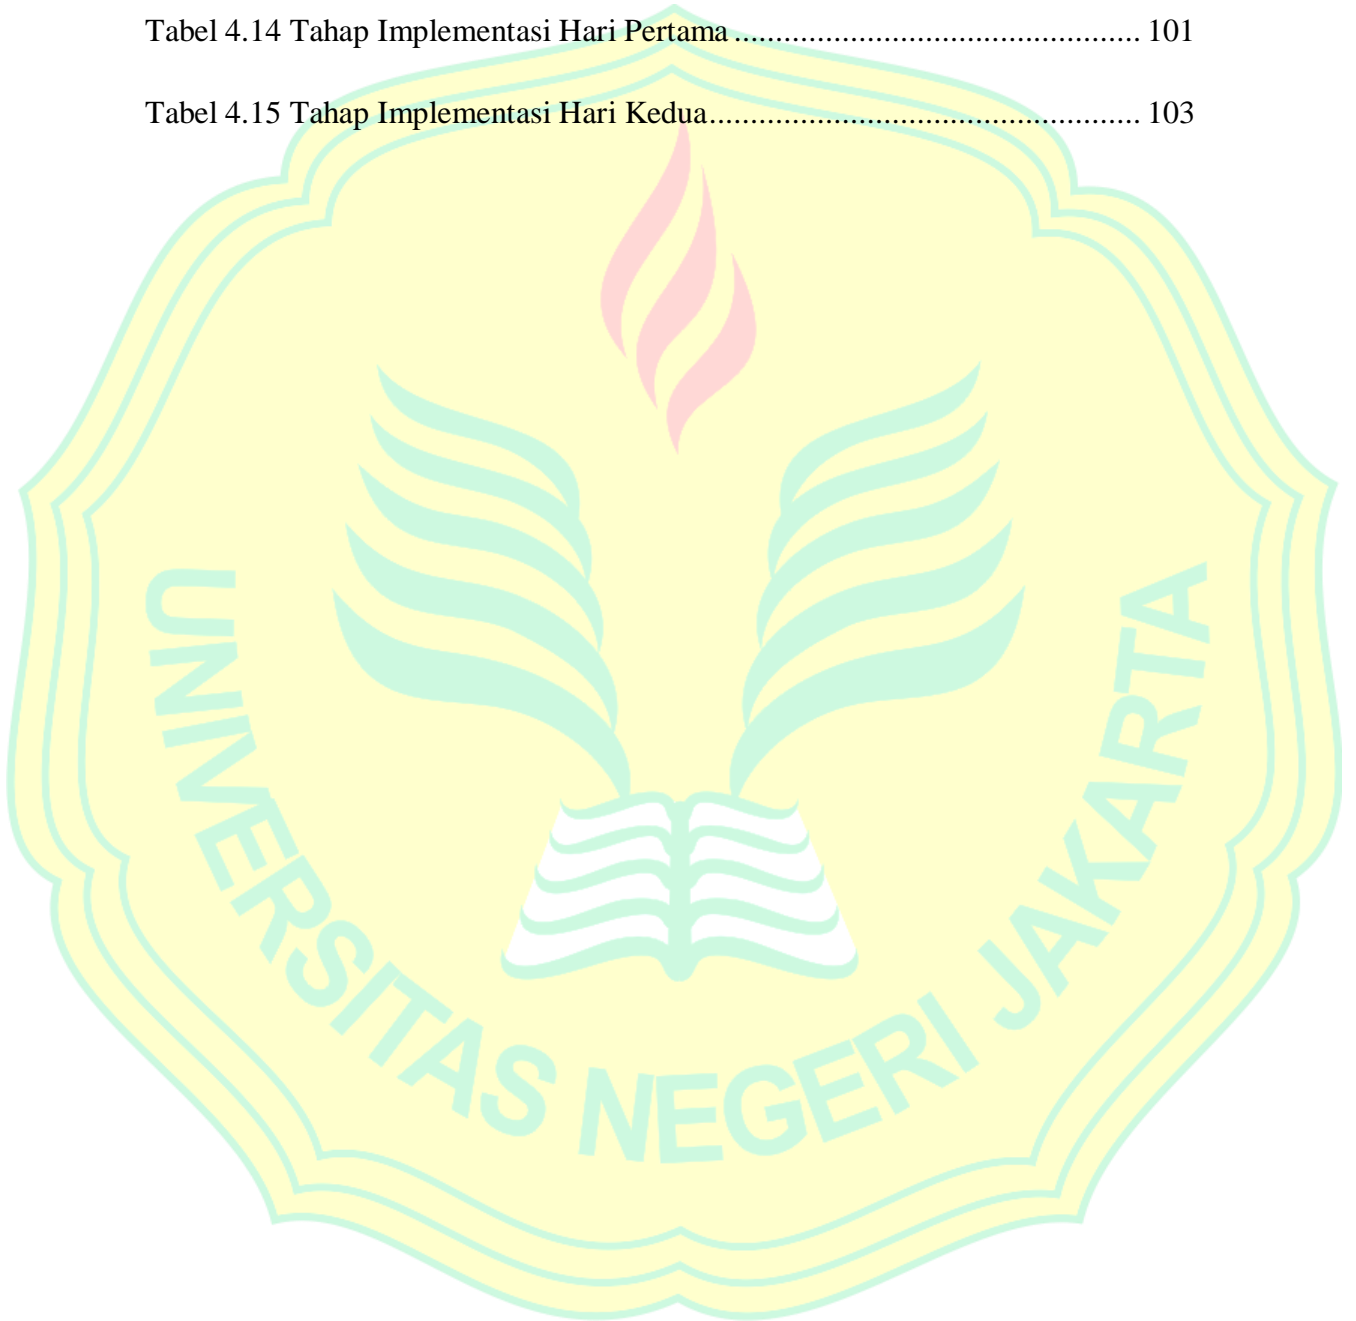 Tabel 4.14 Tahap Implementasi Hari Pertama ................................................. 101
Tabel 4.15 Tahap Implementasi Hari Kedua.................................................... 103
UNIVERSITAS NEGERI JAKARTA